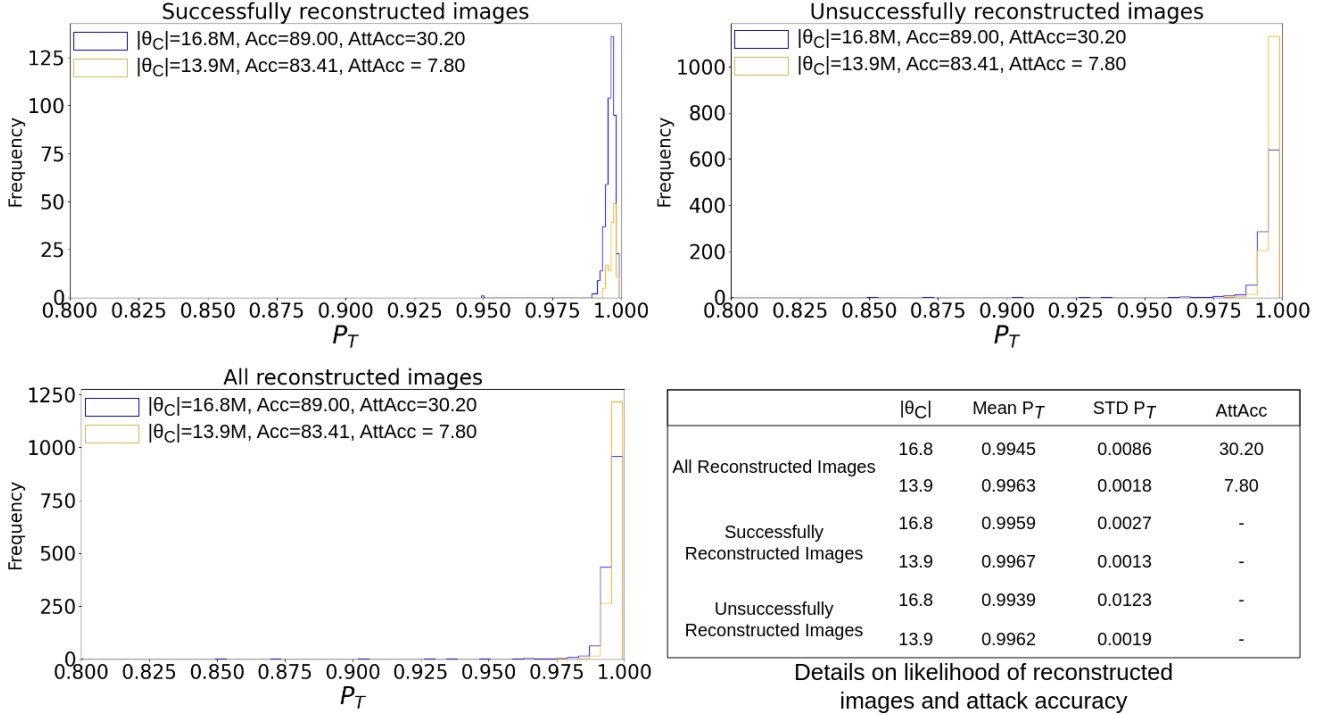 Successfully reconstructed images
|θC|=16.8M, Acc=89.00, AttAcc=30.20
|θC|=13.9M, Acc=83.41, AttAcc = 7.80
Frequency
125
100
75
50
25
0
0.800 0.825 0.850 0.875 0.900 0.925 0.950 0.975 1.000
PT
Unsuccessfully reconstructed images
|θC|=16.8M, Acc=89.00, AttAcc=30.20
|θC|=13.9M, Acc=83.41, AttAcc = 7.80
Frequency
1000
800
600
400
200
0
0.800 0.825 0.850 0.875 0.900 0.925 0.950 0.975 1.000
PT
All reconstructed images
|θC|=16.8M, Acc=89.00, AttAcc=30.20
|θC|=13.9M, Acc=83.41, AttAcc = 7.80
Frequency
1250
1000
750
500
250
0
0.800 0.825 0.850 0.875 0.900 0.925 0.950 0.975 1.000
PT
|θC| Mean PT STD PT AttAcc
All Reconstructed Images
16.8 0.9945 0.0086 30.20
13.9 0.9963 0.0018 7.80
Successfully
Reconstructed Images
16.8 0.9959 0.0027 -
13.9 0.9967 0.0013 -
Unsuccessfully
Reconstructed Images
16.8 0.9939 0.0123 -
13.9 0.9962 0.0019 -
Details on likelihood of reconstructed
images and attack accuracy